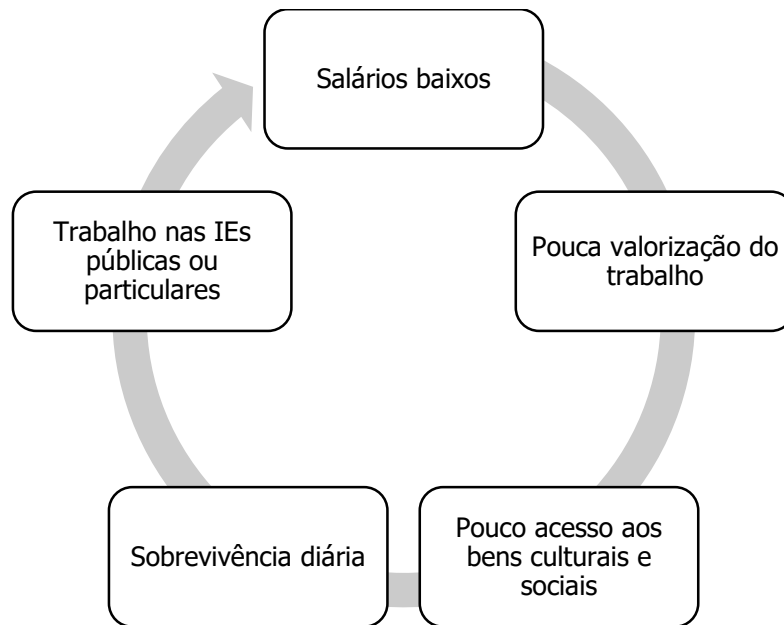 Salários baixos
Pouca valorização do
trabalho
Pouco acesso aos
bens culturais e
sociais
Sobrevivência diária
Trabalho nas IEs
públicas ou
particulares